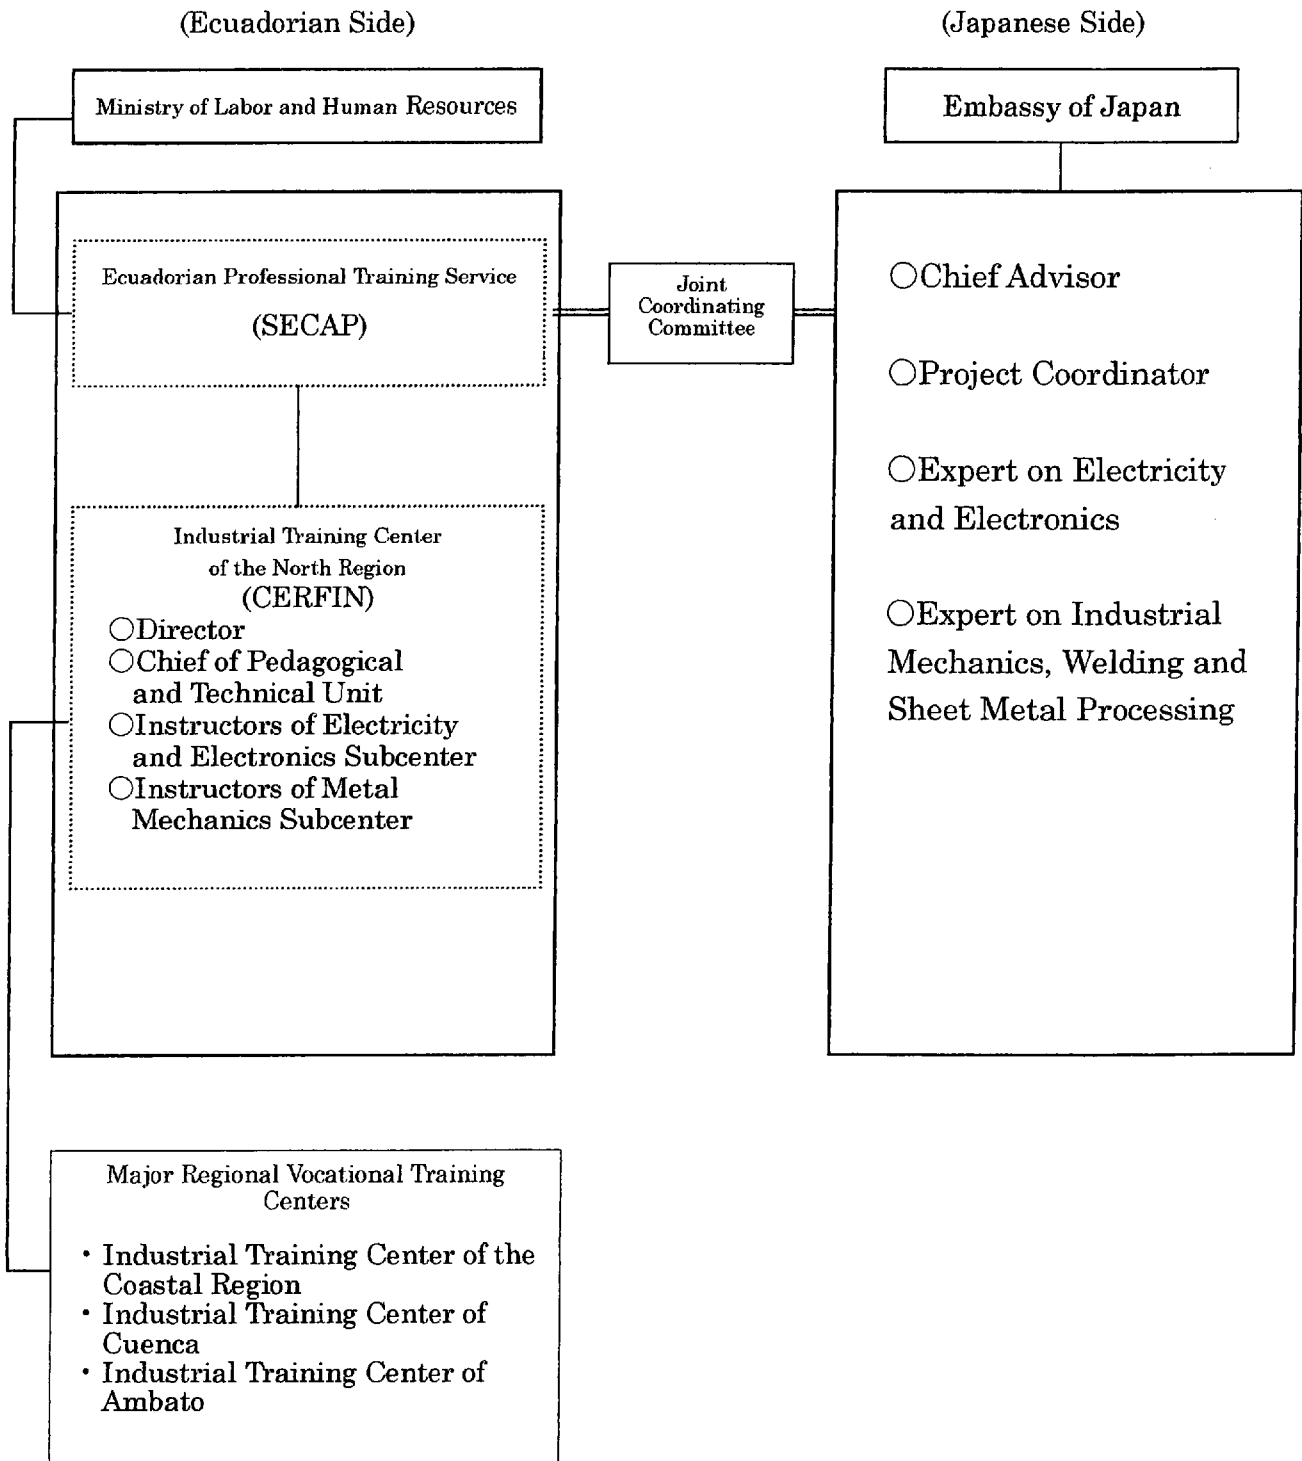 (Ecuadorian Side)
(Japanese Side)
Ministry of Labor and Human Resources
Embassy of Japan
Ecuadorian Professional Training Service
(SECAP)
Joint
Coordinating
Committee
○Chief Advisor
○Project Coordinator
○Expert on Electricity
and Electronics
○Expert on Industrial
Mechanics, Welding and
Sheet Metal Processing
Industrial Training Center
of the North Region
(CERFIN)
○Director
○Chief of Pedagogical
and Technical Unit
○Instructors of Electricity
and Electronics Subcenter
○Instructors of Metal
Mechanics Subcenter
Major Regional Vocational Training
Centers
・Industrial Training Center of the
Coastal Region
・Industrial Training Center of
Cuenca
・Industrial Training Center of
Ambato